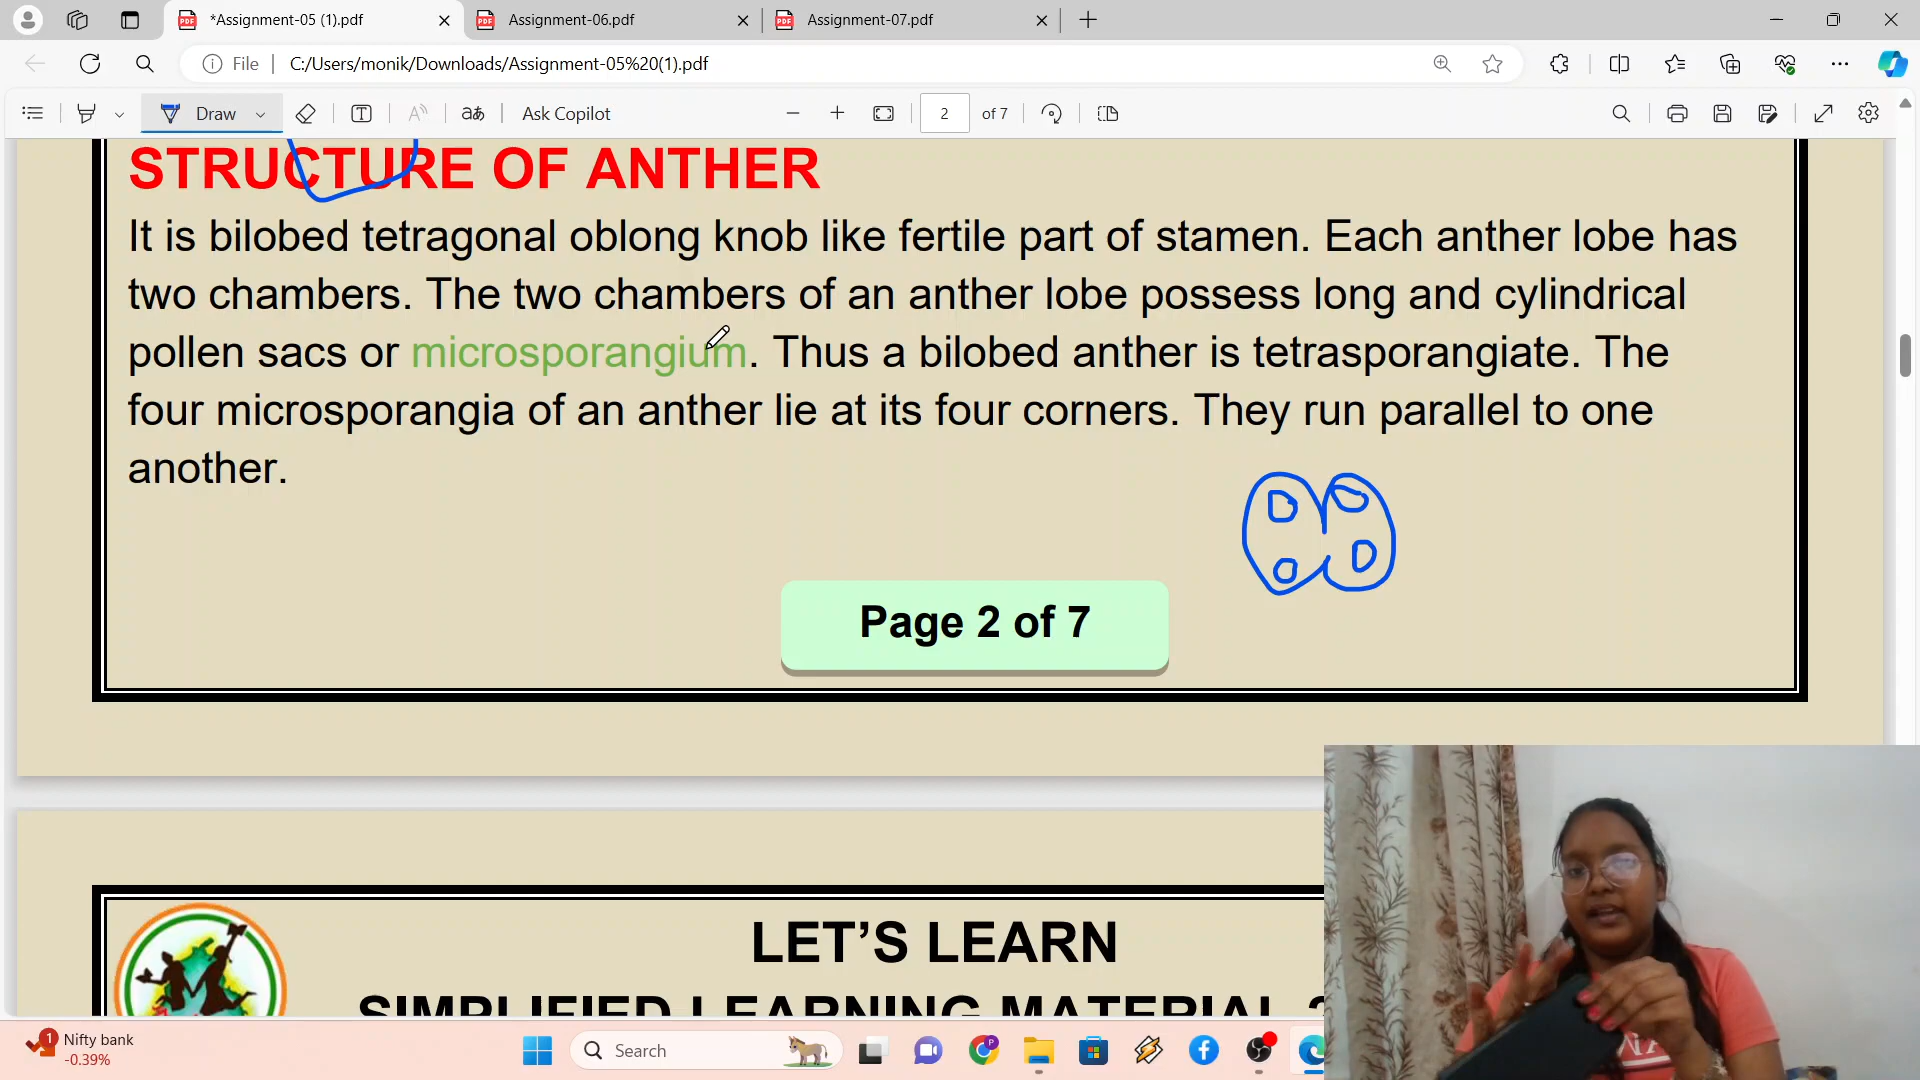 *Assignment-05 (1).pdf
Assignment-06.pdf
Assignment-07.pdf
File
C:/Users/monik/Downloads/Assignment-05%20(1).pdf
Draw
Ask Copilot
2 of 7
STRUCTURE OF ANTHER
It is bilobed tetragonal oblong knob like fertile part of stamen. Each anther lobe has
two chambers. The two chambers of an anther lobe possess long and cylindrical
pollen sacs or microsporangium. Thus a bilobed anther is tetrasporangiate. The
four microsporangia of an anther lie at its four corners. They run parallel to one
another.
Page 2 of 7
LET’S LEARN
SIMPLIFIED LEARNING MATERIAL
1 Nifty bank
-0.39%
Search